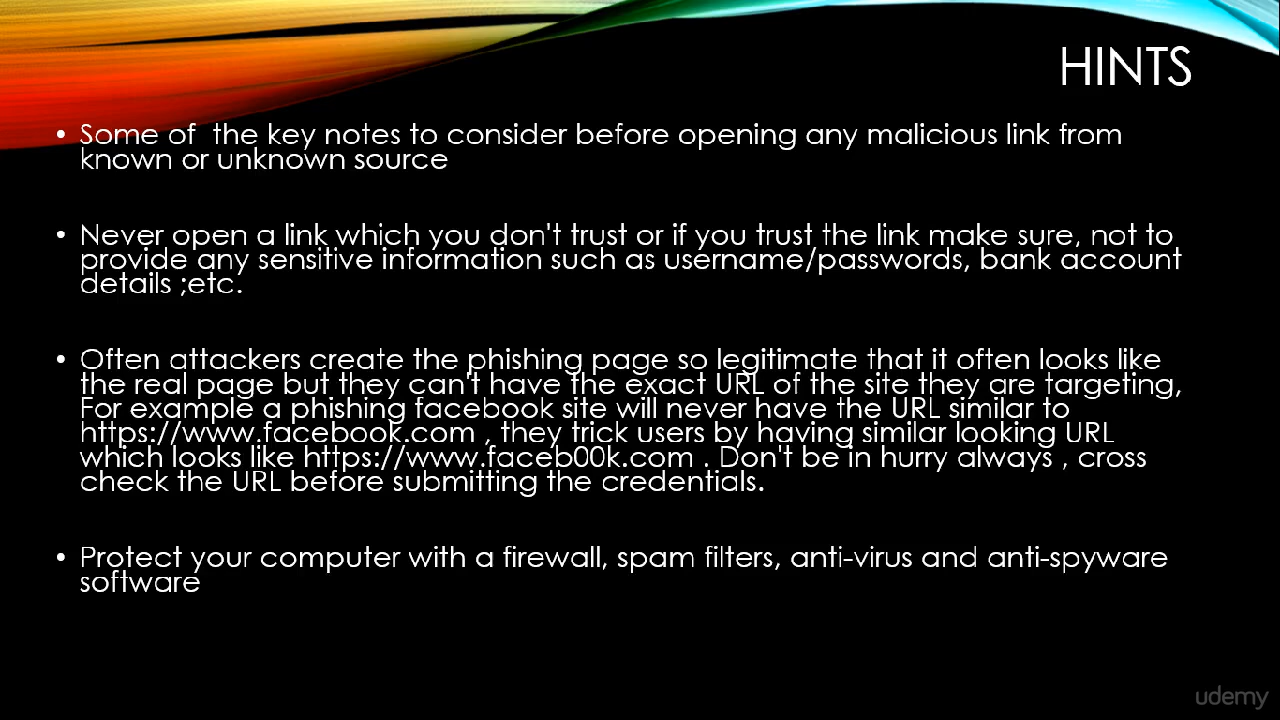 HINTS
• Some of  the key notes to consider before opening any malicious link from
known or unknown source
• Never open a link which you don't trust or if you trust the link make sure, not to
provide any sensitive information such as username/passwords, bank account
details ;etc.
• Often attackers create the phishing page so legitimate that it often looks like
the real page but they can't have the exact URL of the site they are targeting,
For example a phishing facebook site will never have the URL similar to
https://www.facebook.com , they trick users by having similar looking URL
which looks like https://www.faceb00k.com . Don't be in hurry always , cross
check the URL before submitting the credentials.
• Protect your computer with a firewall, spam filters, anti-virus and anti-spyware
software
udemy